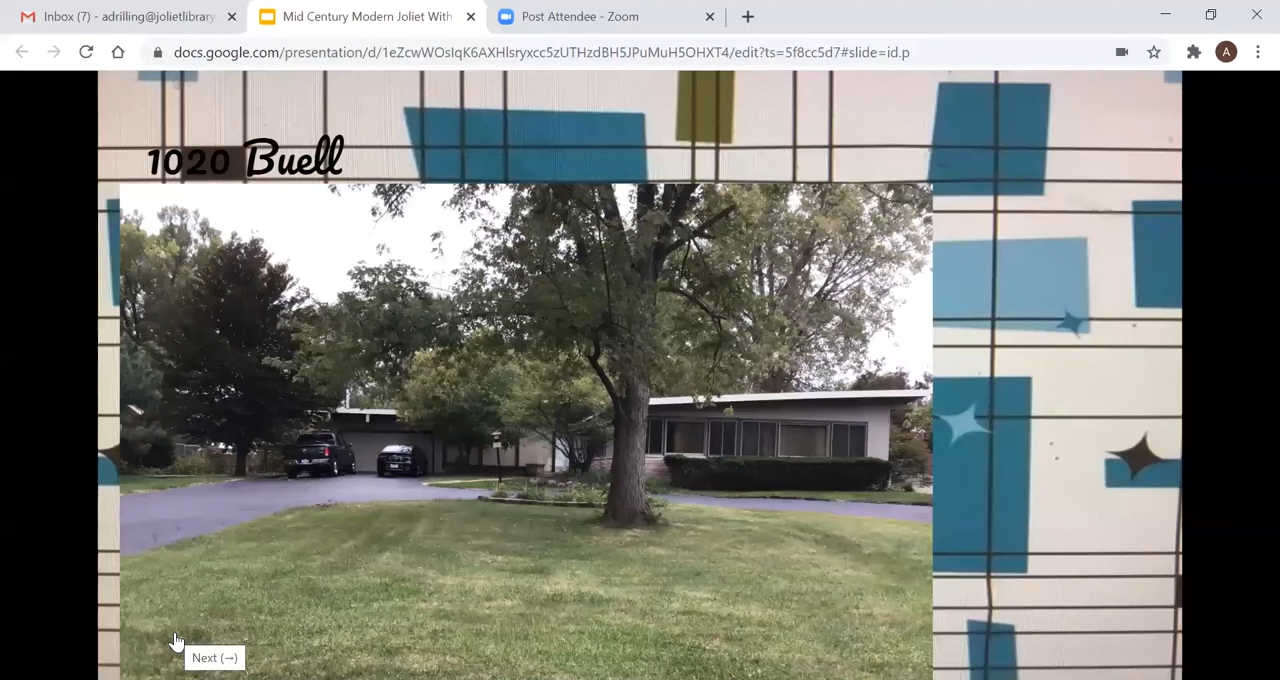 Inbox (7) - adrilling@jolietlibrary
Mid Century Modern Joliet With
Post Attendee - Zoom
docs.google.com/presentation/d/1eZcwWOsIqK6AXHIsryxcc5zUTHzdBH5JPuMuH5OHXT4/edit?ts=5f8cc5d7#slide=id.p
A
1020 Buell
Next (→)